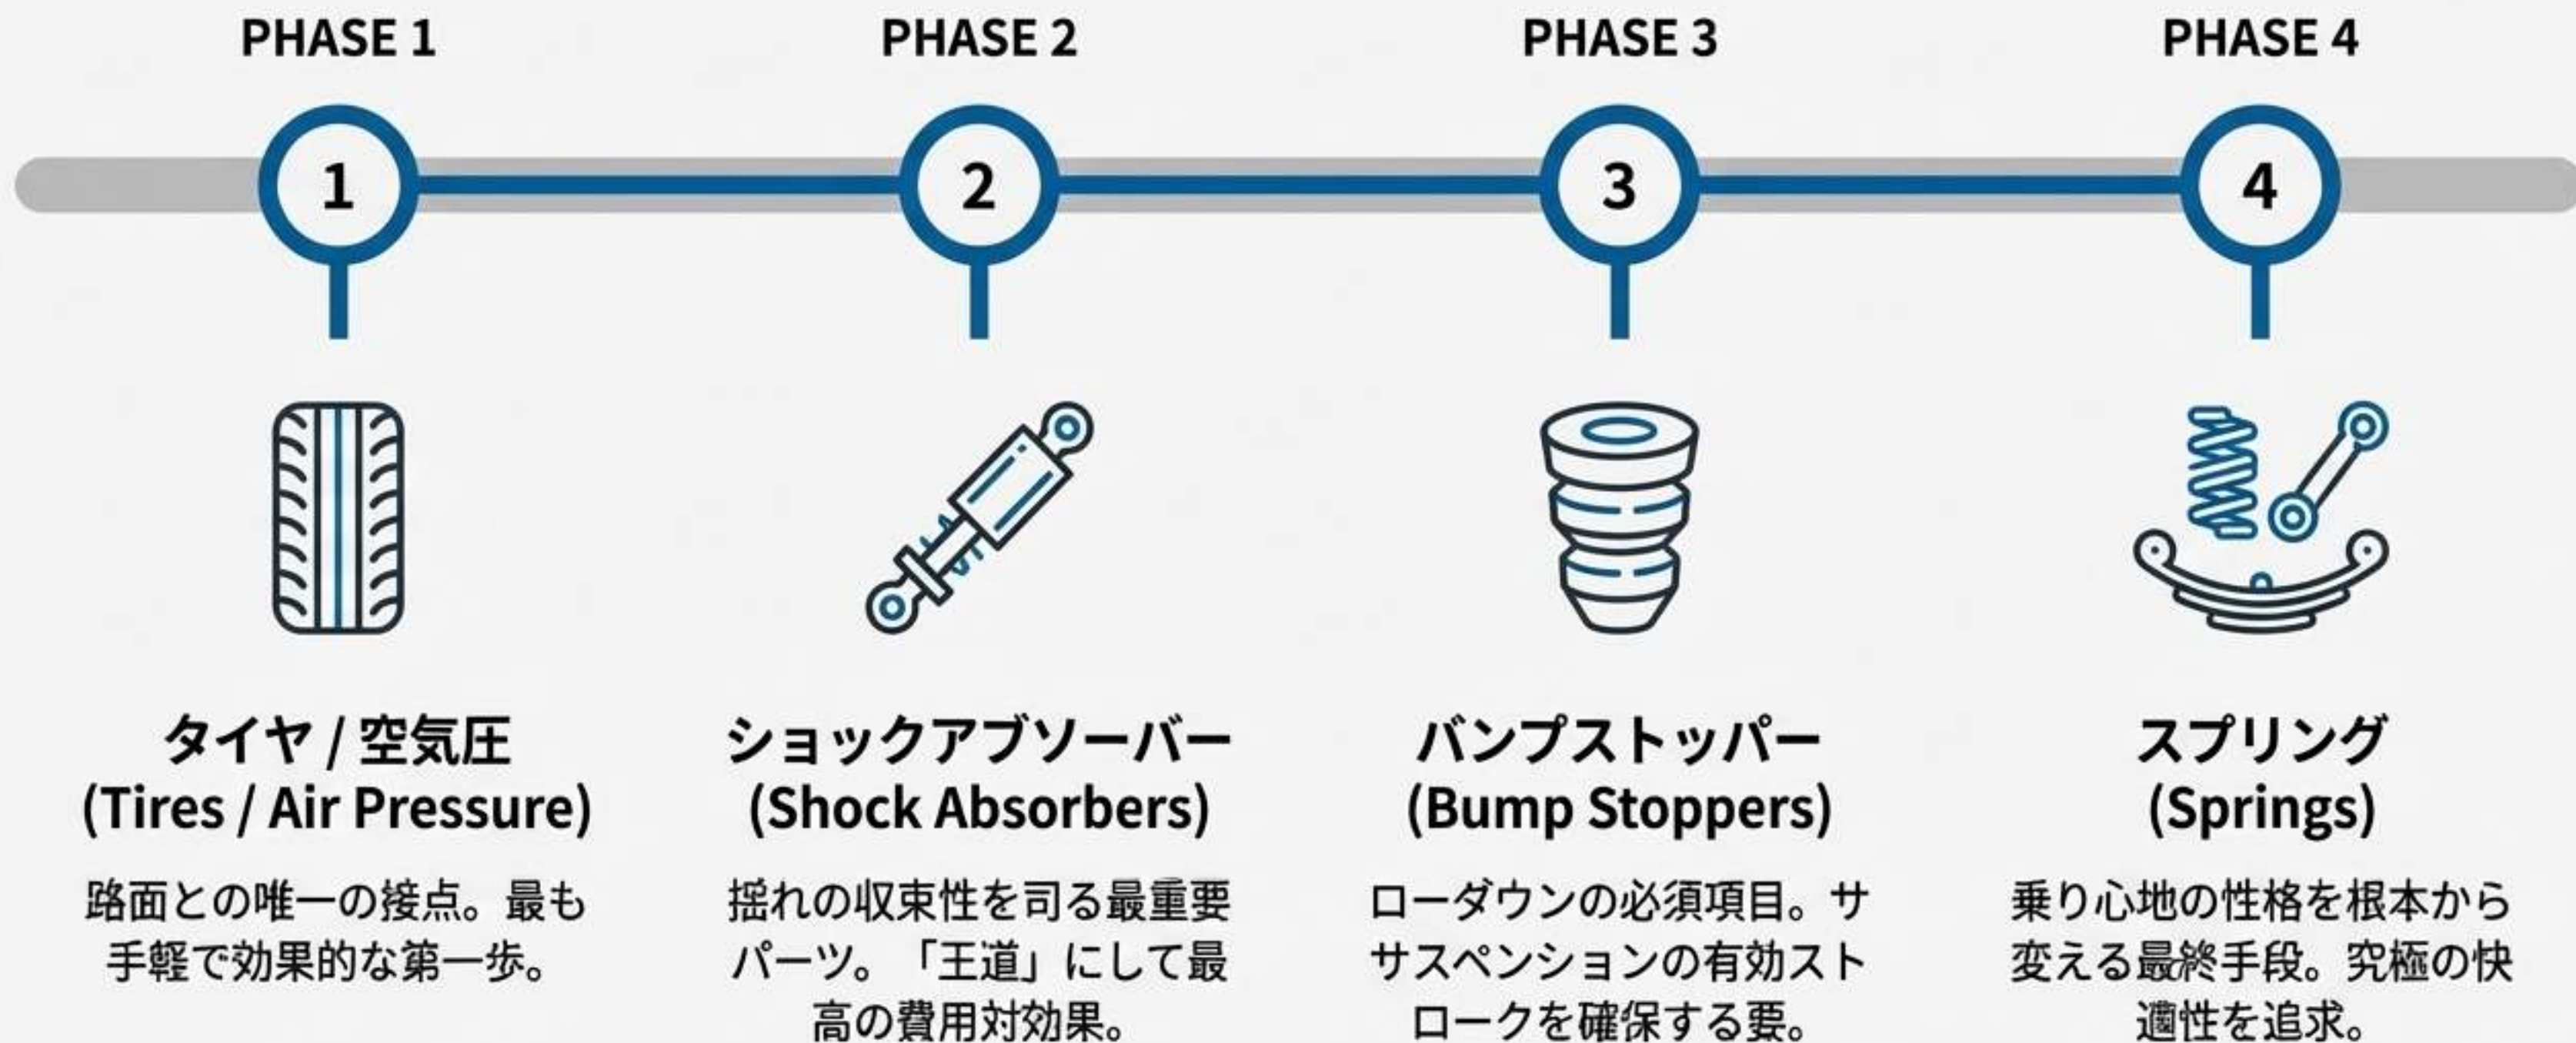 PHASE 1
PHASE 2
PHASE 3
PHASE 4
1
2
3
4
タイヤ / 空気圧
(Tires / Air Pressure)
路面との唯一の接点。最も
手軽で効果的な第一歩。
ショックアブソーバー
(Shock Absorbers)
揺れの収束性を司る最重要
パーツ。「王道」にして最
高の費用対効果。
バンプストッパー
(Bump Stoppers)
ローダウンの必須項目。サ
サスペンションの有効スト
ロークを確保する要。
スプリング
(Springs)
乗り心地の性格を根本から
変える最終手段。究極の快
適性を追求。